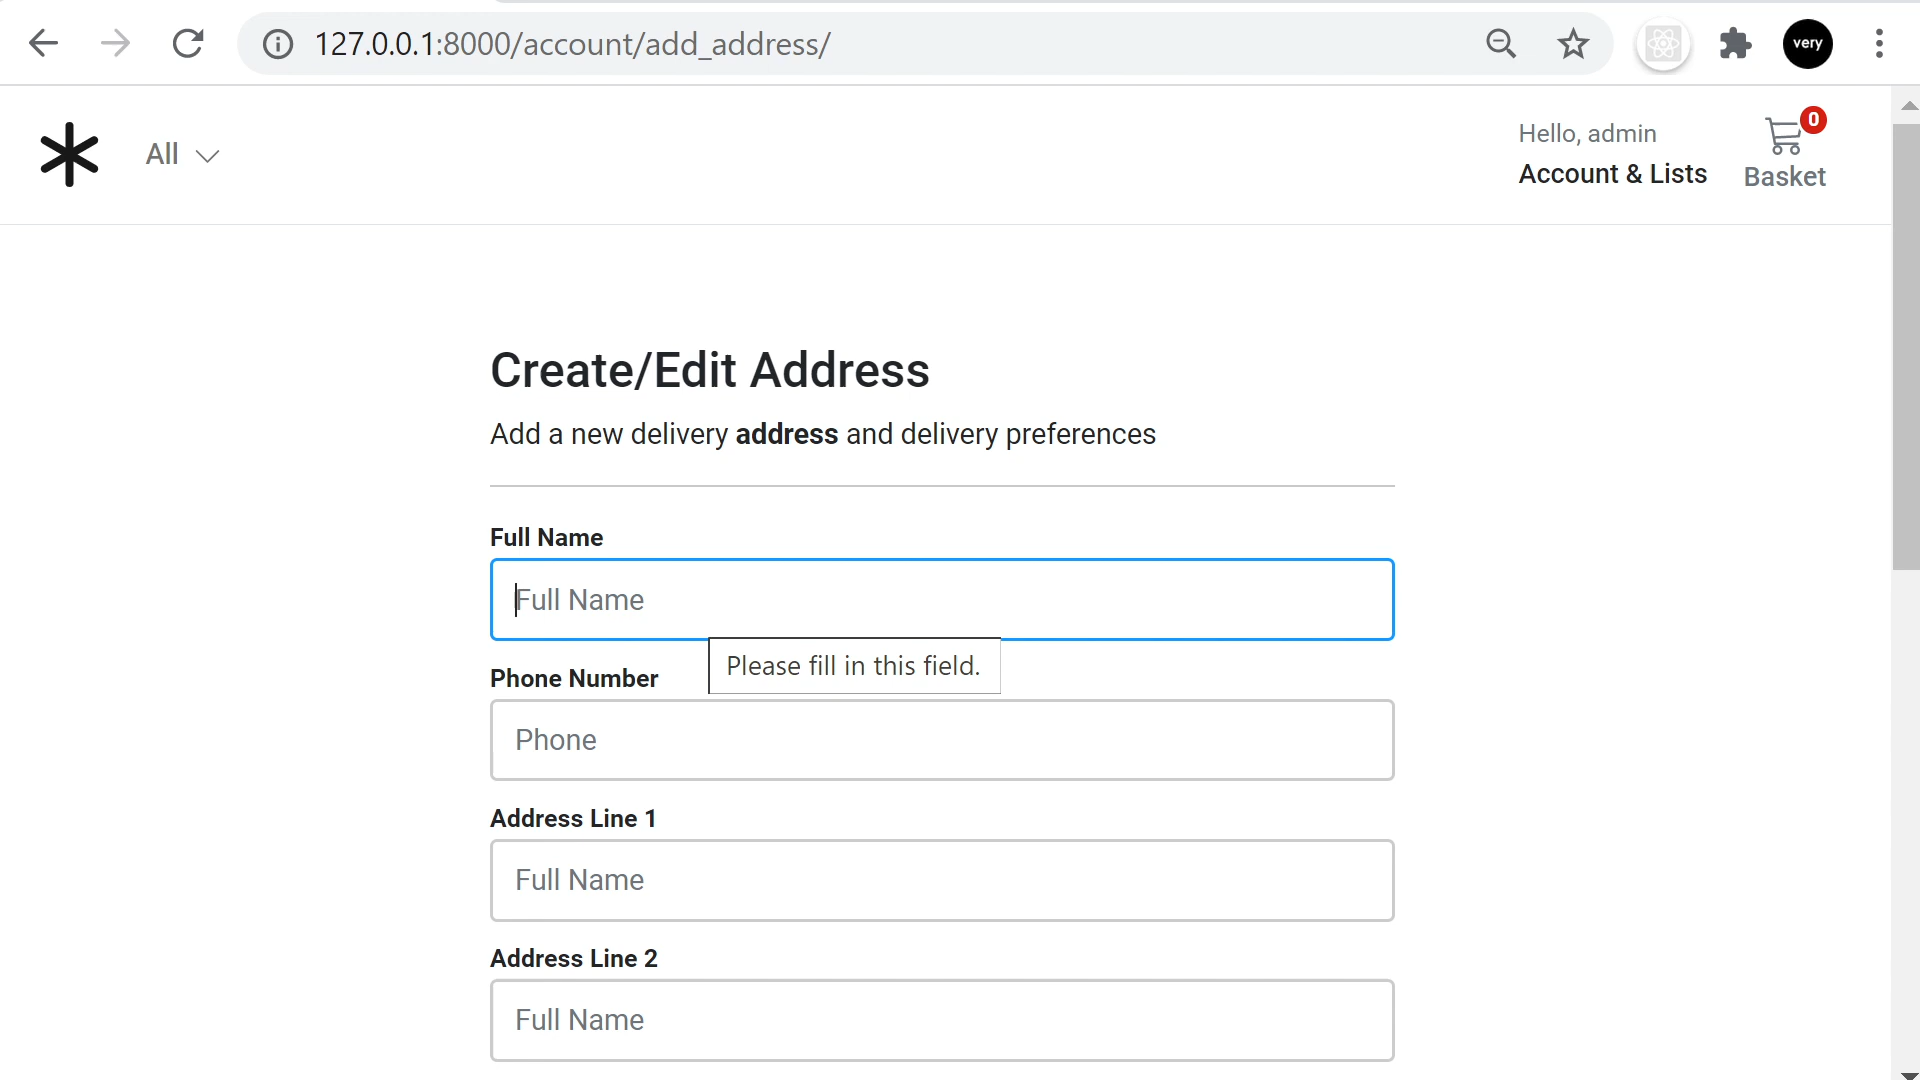 127.0.0.1:8000/account/add_address/
very
All
Hello, admin
Account & Lists
0
Basket
Create/Edit Address
Add a new delivery address and delivery preferences
Full Name
Full Name
Please fill in this field.
Phone Number
Phone
Address Line 1
Full Name
Address Line 2
Full Name